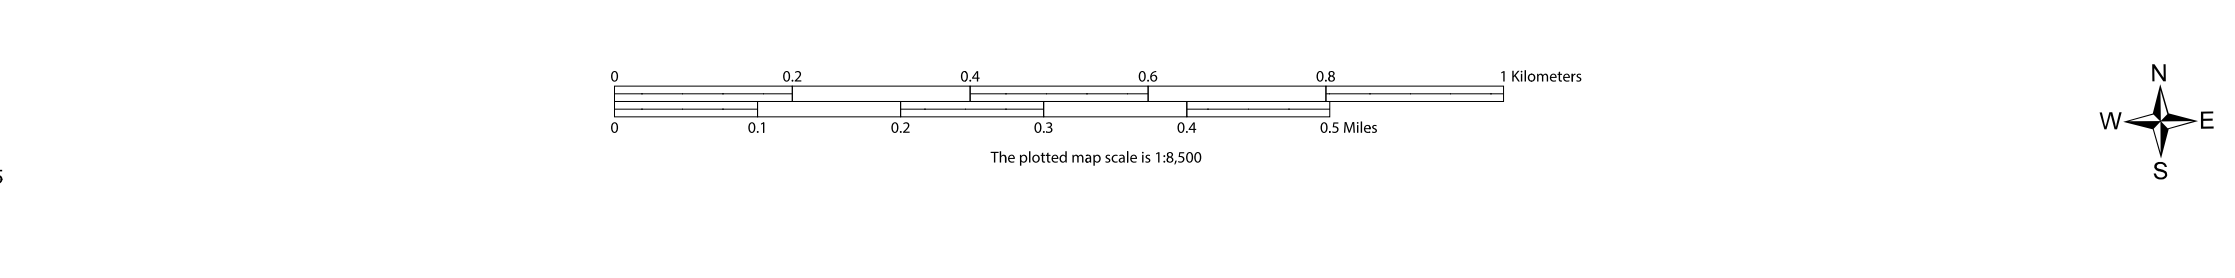 0 0.2 0.4 0.6 0.8 1 Kilometers
0 0.1 0.2 0.3 0.4 0.5 Miles
The plotted map scale is 1:8,500
N
W E
S